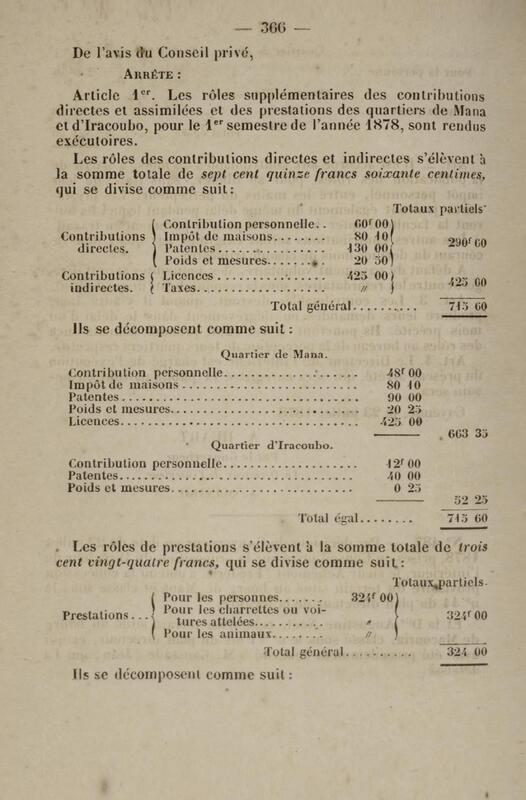 — 366 —
De l'avis du Conseil privé,
ARRÊTE :
Article 1er. Les rôles supplémentaires des contributions
directes et assimilées et des prestations des quartiers de Mana
et d'Iracoubo, pour le 1er semestre de l'année 1878, sont rendus
exécutoires.
Les rôles des contributions directes et indirectes s'élèvent à
la somme totale de sept cent quinze francs soixante centimes,
qui se divise comme suit :
Totaux partiels
Contributions directes. { Contribution personnelle.. 60f 00
Impôt de maisons........ 80 10
Patentes................ 130 00 } 290f 60
Poids et mesures........ 20 50
Contributions indirectes. { Licences................ 425 00 } 425 00
Taxes................... //
Total général.......... 715 60
Ils se décomposent comme suit :
Quartier de Mana.
Contribution personnelle.................... 48f 00
Impôt de maisons............................ 80 10
Patentes.................................... 90 00
Poids et mesures............................ 20 25
Licences.................................... 425 00
663 35
Quartier d'Iracoubo.
Contribution personnelle.................... 12f 00
Patentes.................................... 40 00
Poids et mesures............................ 0 25
52 25
Total égal........ 715 60
Les rôles de prestations s'élèvent à la somme totale de trois
cent vingt-quatre francs, qui se divise comme suit :
Totaux partiels.
Prestations... { Pour les personnes....... 324f 00
Pour les charrettes ou voi-
tures attelées........... // } 324f 00
Pour les animaux........ //
Total général.......... 324 00
Ils se décomposent comme suit :